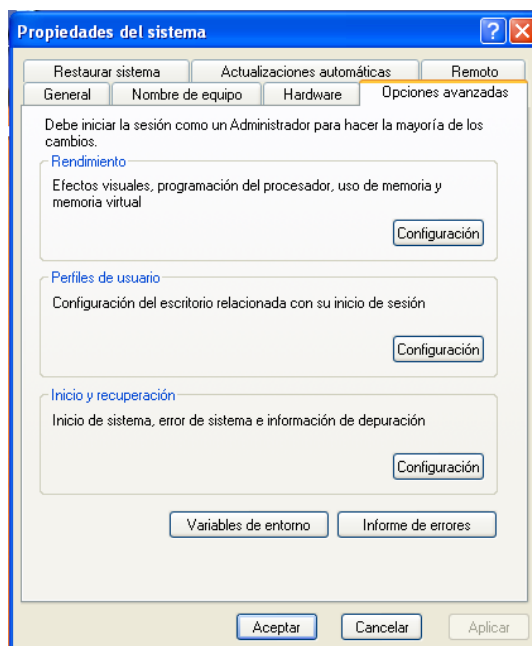 Propiedades del sistema
Restaurar sistema
Actualizaciones automáticas
Remoto
General
Nombre de equipo
Hardware
Opciones avanzadas
Debe iniciar la sesión como un Administrador para hacer la mayoría de los
cambios.
Rendimiento
Efectos visuales, programación del procesador, uso de memoria y
memoria virtual
Configuración
Perfiles de usuario
Configuración del escritorio relacionada con su inicio de sesión
Configuración
Inicio y recuperación
Inicio de sistema, error de sistema e información de depuración
Configuración
Variables de entorno
Informe de errores
Aceptar
Cancelar
Aplicar